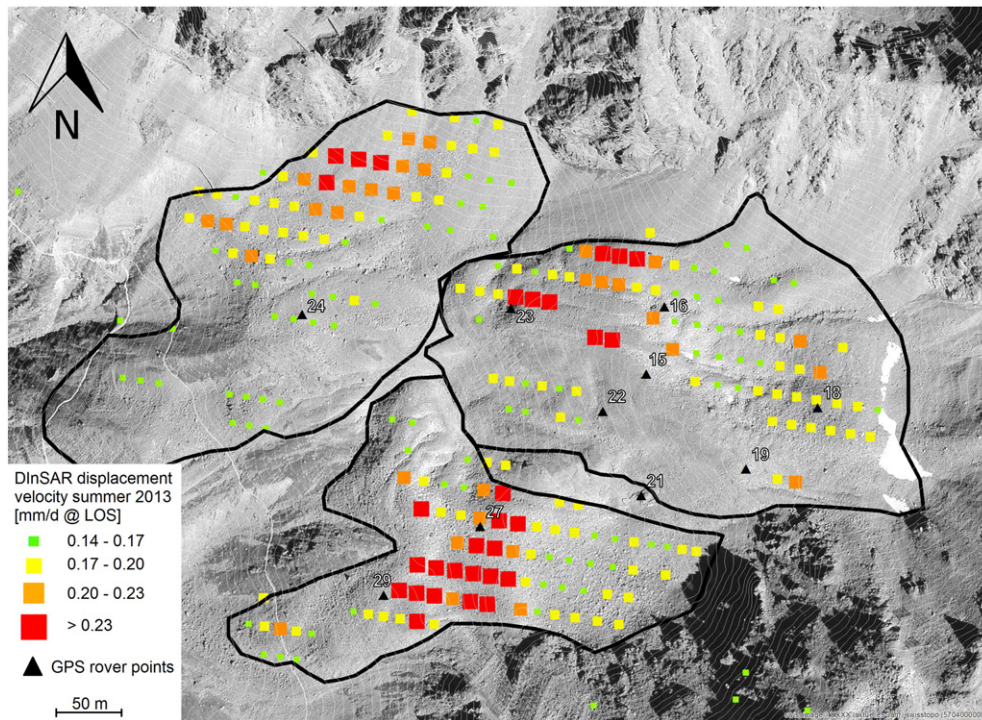 N
24
23
16
15
22
18
19
21
27
29
DInSAR displacement
velocity summer 2013
[mm/d @ LOS]
0.14 - 0.17
0.17 - 0.20
0.20 - 0.23
> 0.23
GPS rover points
50 m